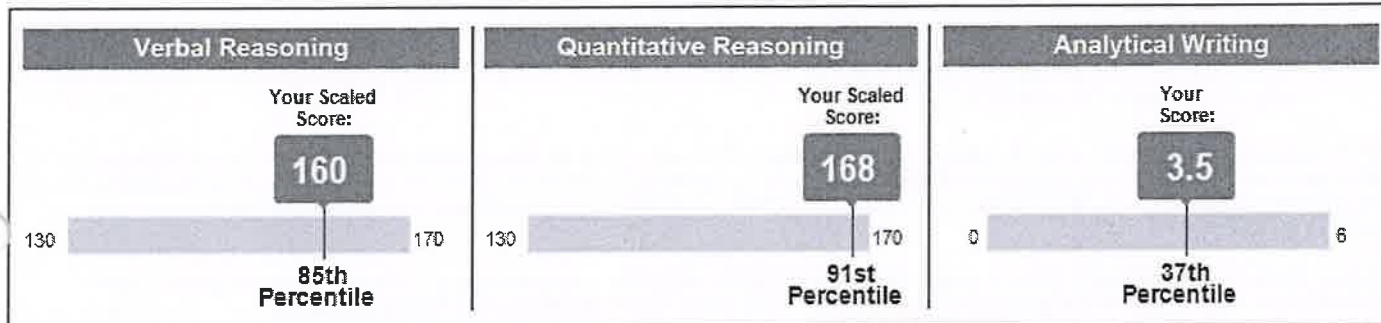 Verbal Reasoning
Your Scaled
Score:
160
130
170
85th
Percentile
Quantitative Reasoning
Your Scaled
Score:
168
130
170
91st
Percentile
Analytical Writing
Your
Score:
3.5
0
6
37th
Percentile